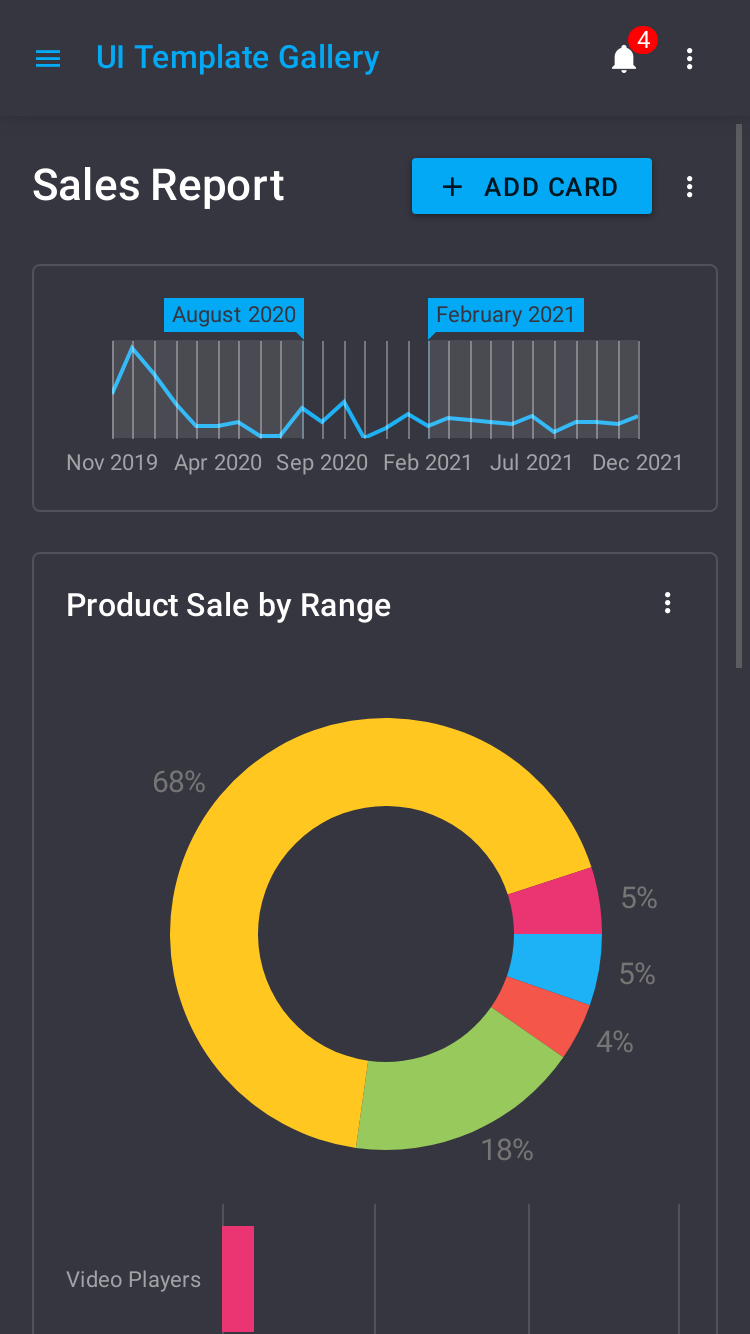 UI Template Gallery
4
Sales Report
ADD CARD
August 2020
February 2021
Nov 2019 Apr 2020 Sep 2020 Feb 2021 Jul 2021 Dec 2021
Product Sale by Range
68%
5%
5%
4%
18%
Video Players